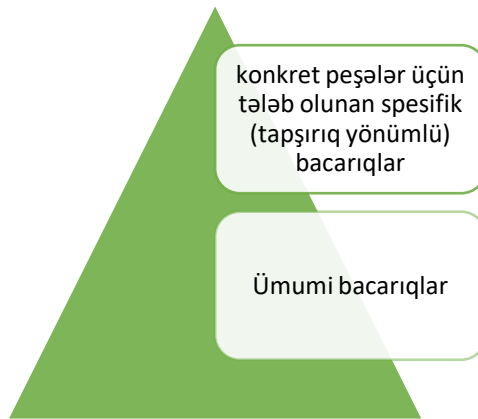 konkret peşələr üçün
tələb olunan spesifik
(tapşırıq yönümlü)
bacarıqlar
Ümumi bacarıqlar